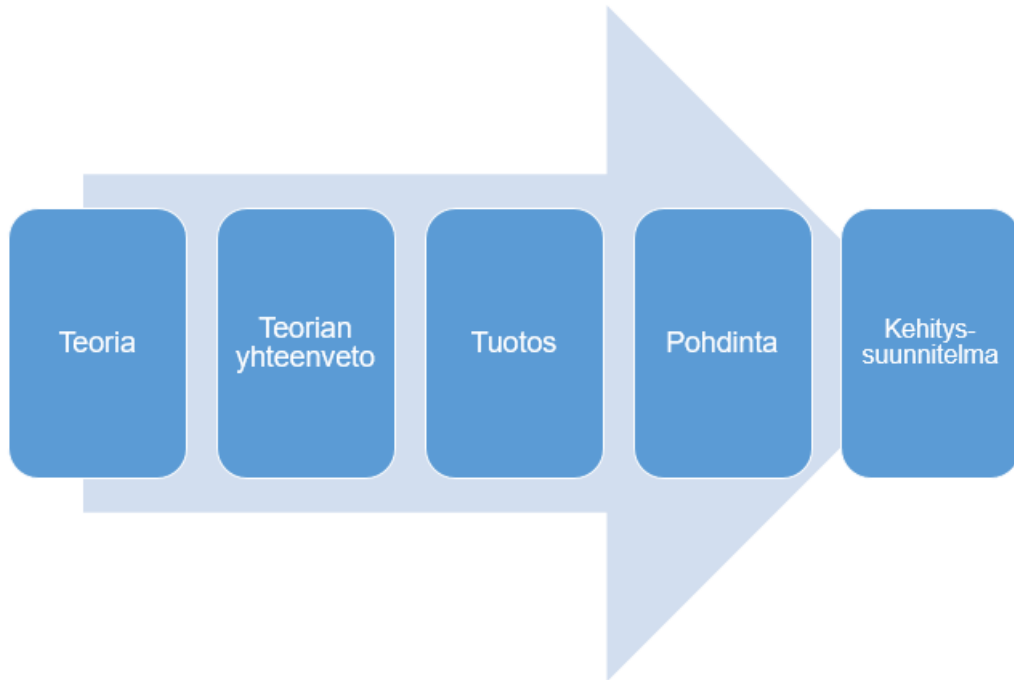 Teoria
Teorian
yhteenveto
Tuotos
Pohdinta
Kehitys-
suunnitelma